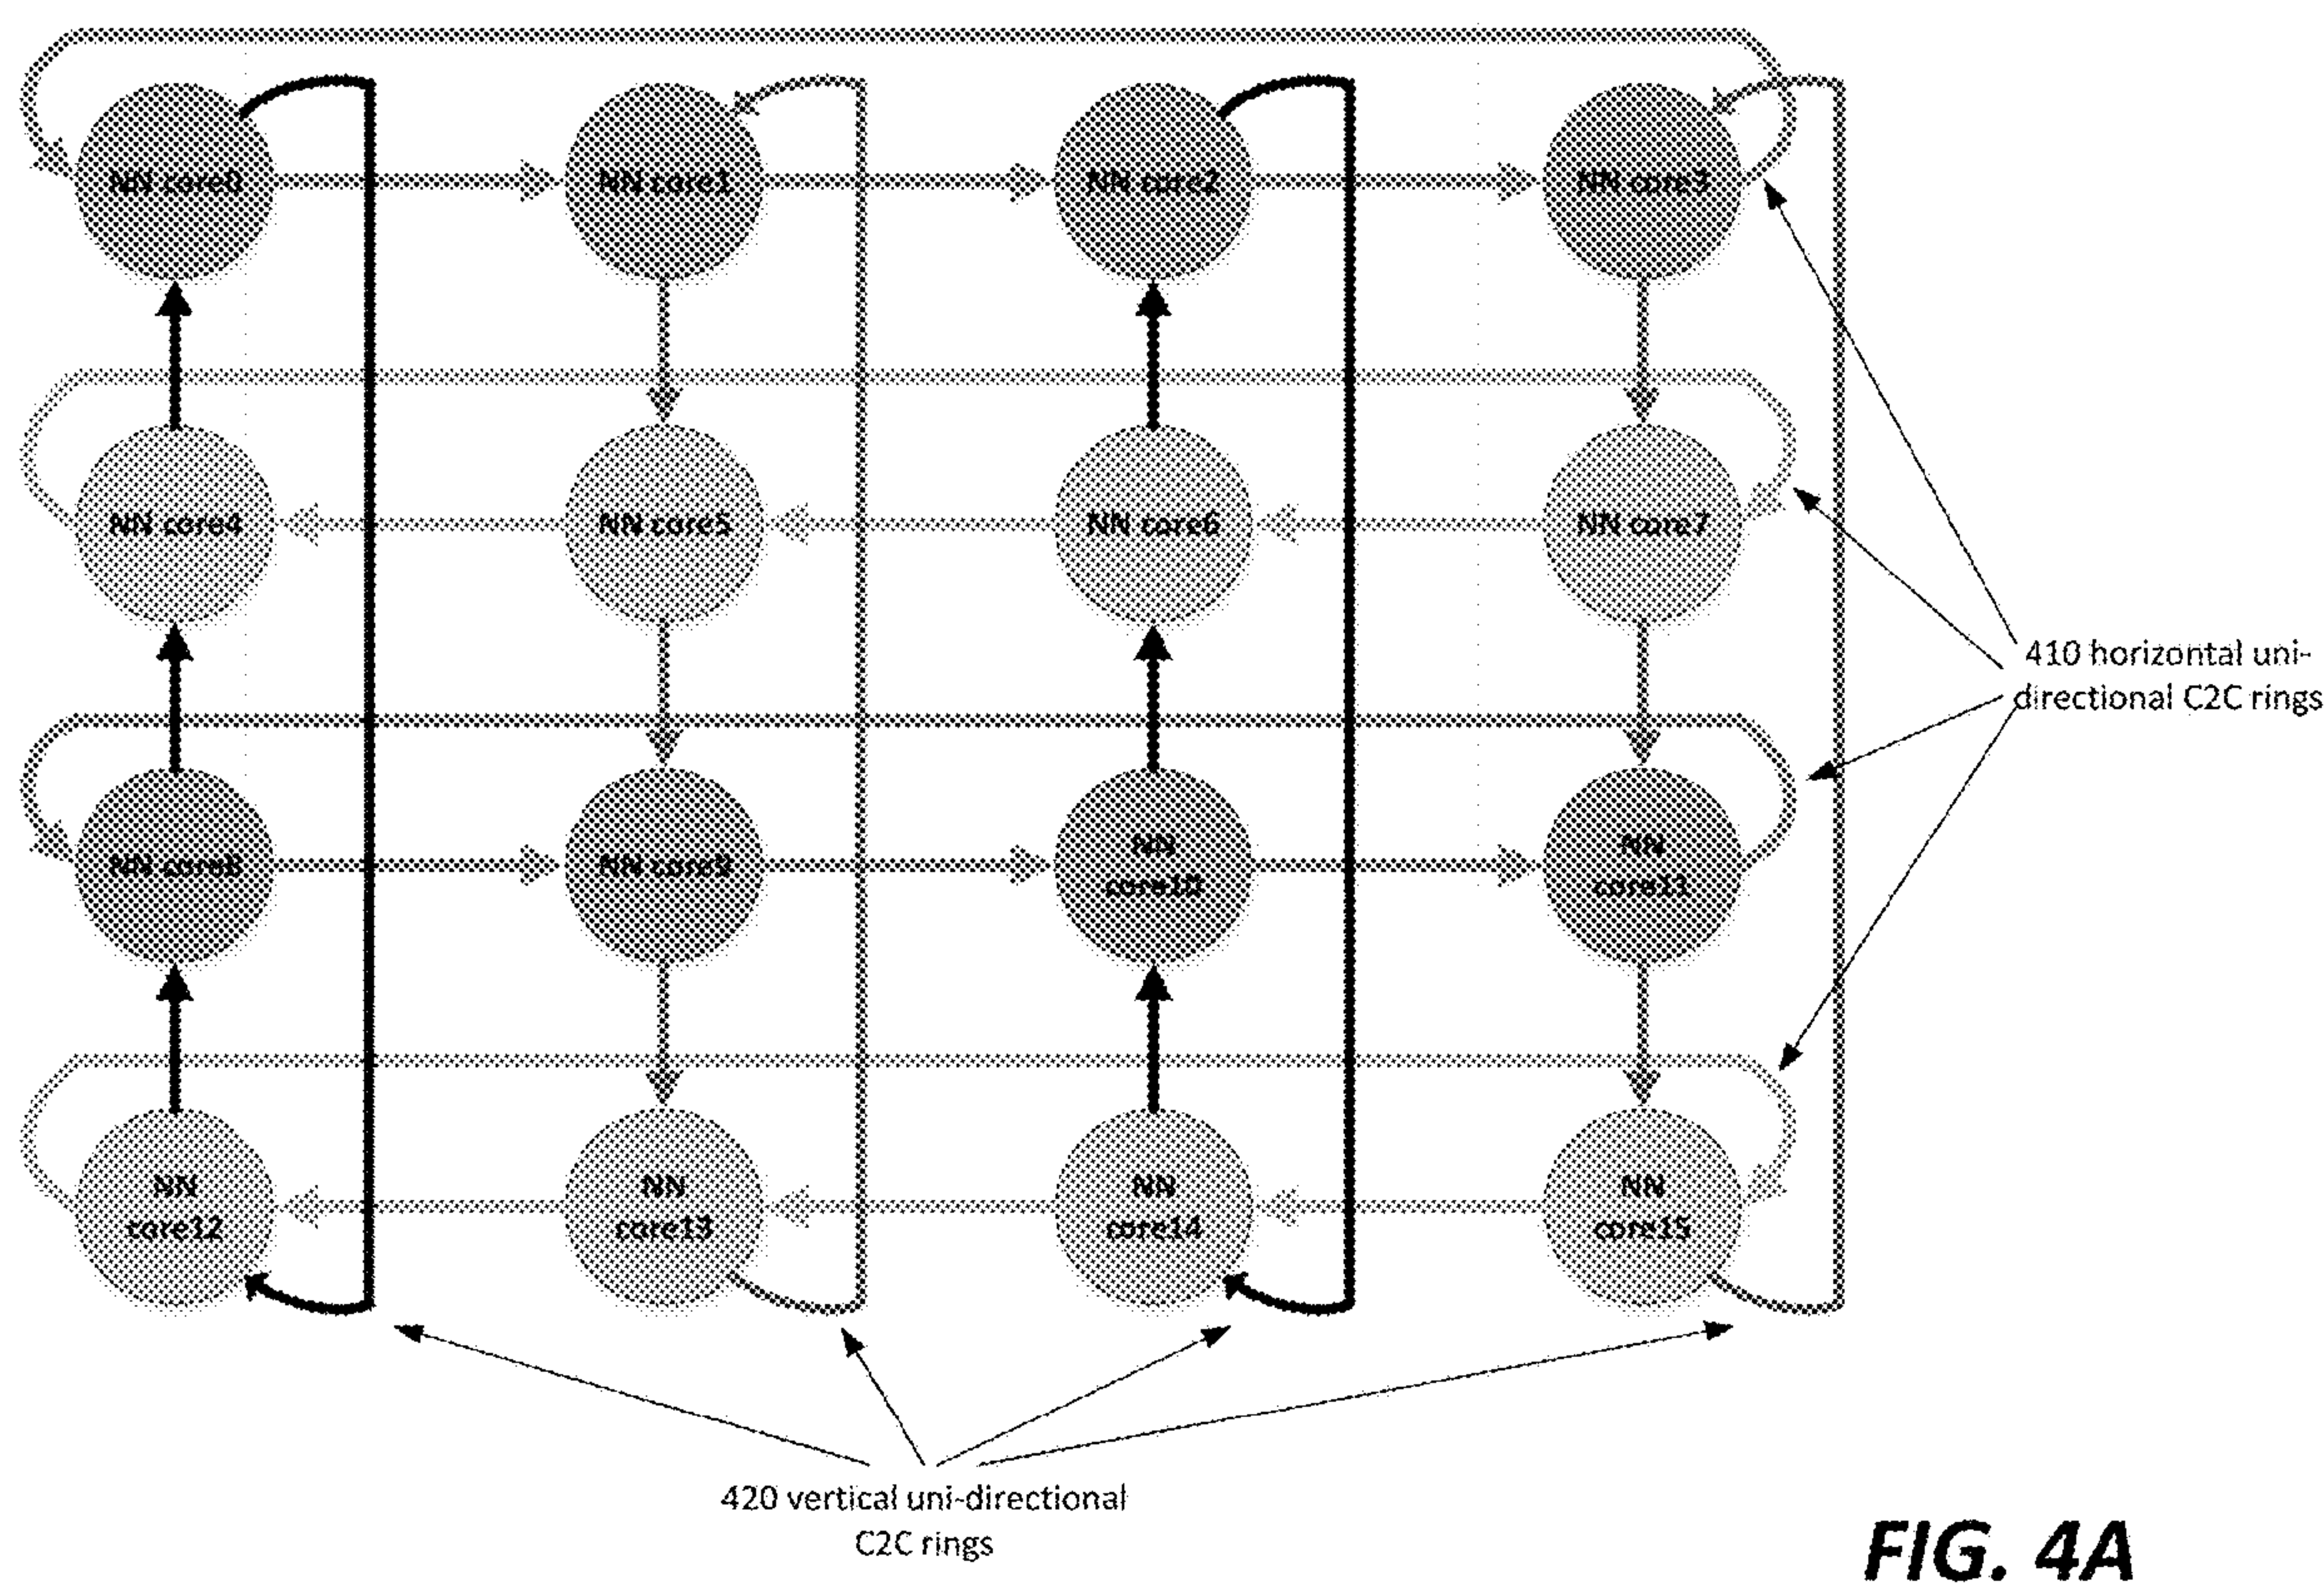 NN core0
NN core1
NN core2
NN core3
NN core4
NN core5
NN core6
NN core7
410 horizontal uni-
directional C2C rings
NN core8
NN core9
NN
core10
NN
core11
NN
core12
NN
core13
NN
core14
NN
core15
420 vertical uni-directional
C2C rings
FIG. 4A